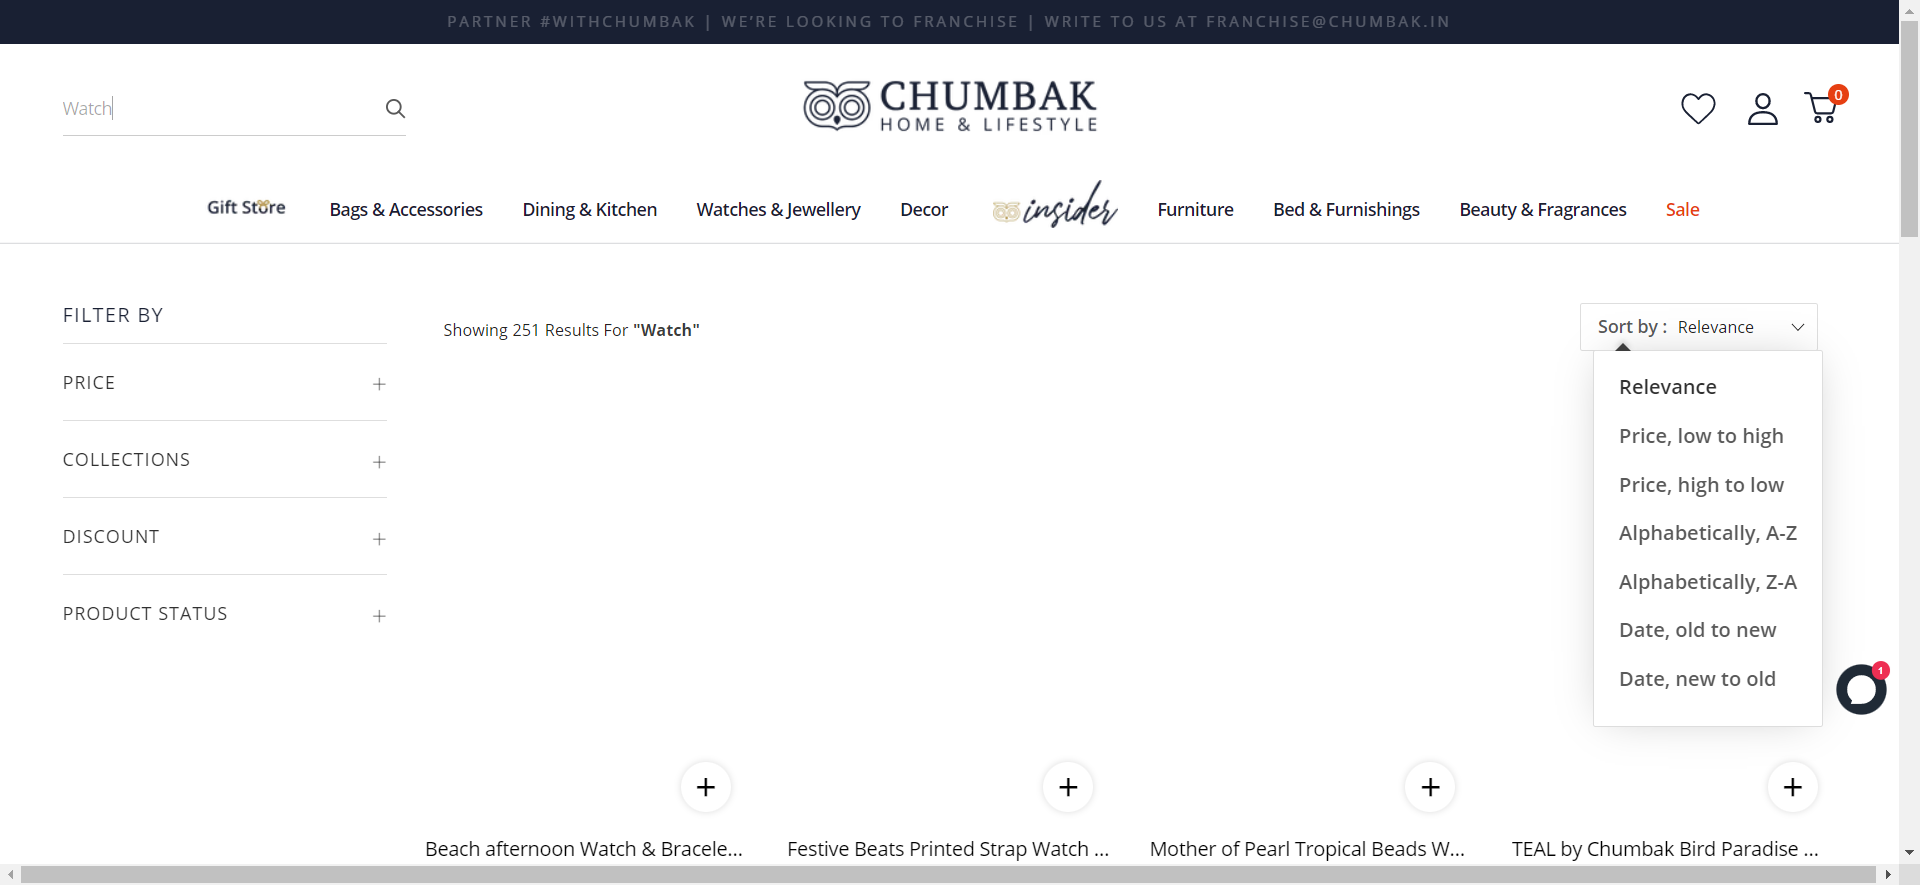 PARTNER #WITHCHUMBAK | WE'RE LOOKING TO FRANCHISE | WRITE TO US AT FRANCHISE@CHUMBAK.IN
Watch
CHUMBAK
HOME & LIFESTYLE
0
Gift Store
Bags & Accessories
Dining & Kitchen
Watches & Jewellery
Decor
insider
Furniture
Bed & Furnishings
Beauty & Fragrances
Sale
FILTER BY
PRICE
COLLECTIONS
DISCOUNT
PRODUCT STATUS
Showing 251 Results For "Watch"
Sort by : Relevance
Relevance
Price, low to high
Price, high to low
Alphabetically, A-Z
Alphabetically, Z-A
Date, old to new
Date, new to old
1
Beach afternoon Watch & Bracele...
Festive Beats Printed Strap Watch ...
Mother of Pearl Tropical Beads W...
TEAL by Chumbak Bird Paradise ...